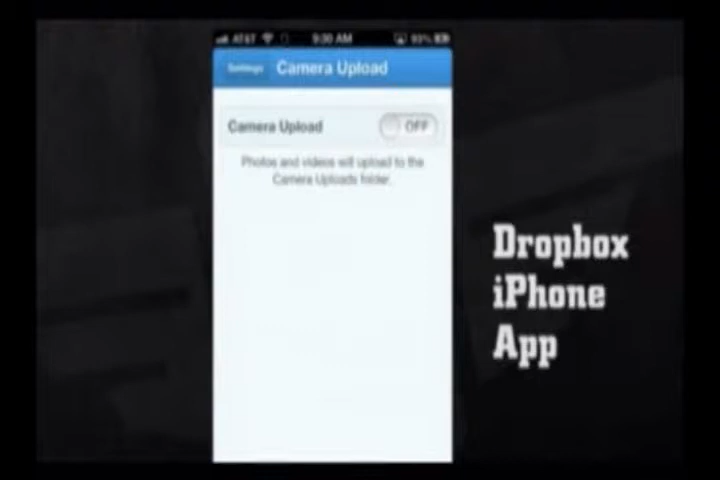 AT&T 9:30 AM 93%
Settings Camera Upload
Camera Upload OFF
Photos and videos will upload to the
Camera Uploads folder.
Dropbox
iPhone
App